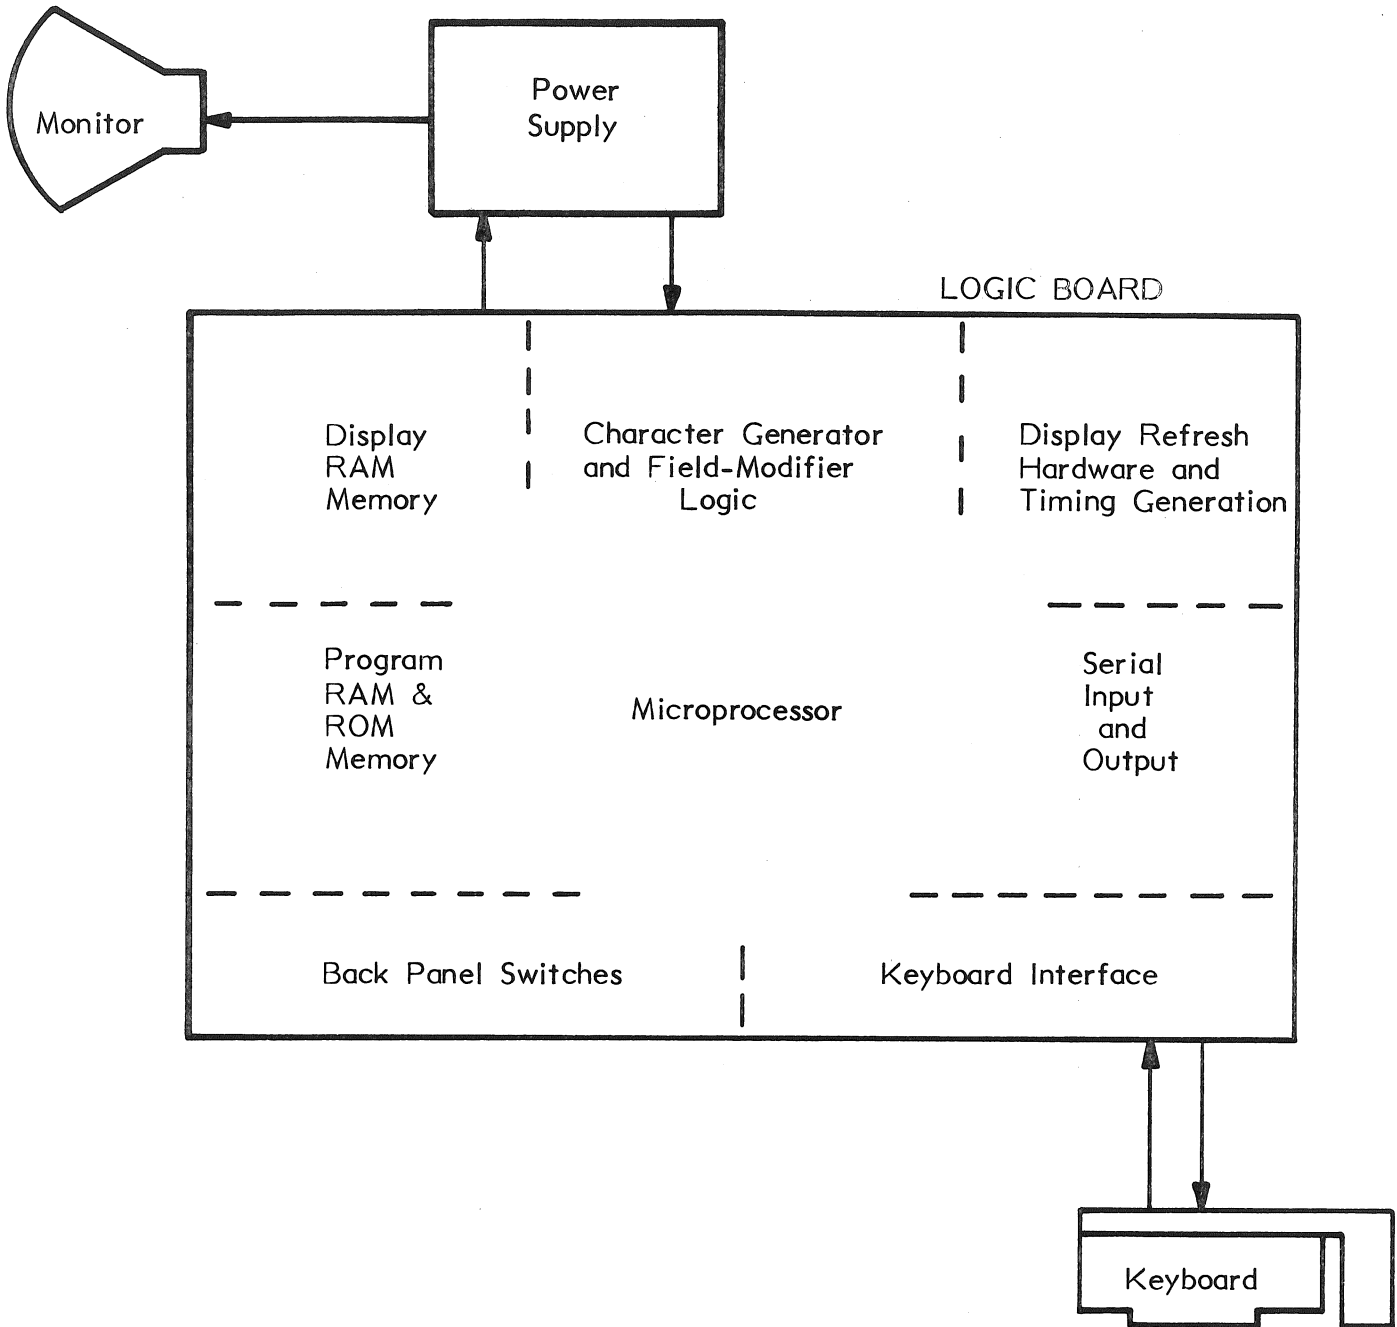 Monitor
Power
Supply
LOGIC BOARD
Display
RAM
Memory
Character Generator
and Field-Modifier
Logic
Display Refresh
Hardware and
Timing Generation
Program
RAM &
ROM
Memory
Microprocessor
Serial
Input
and
Output
Back Panel Switches
Keyboard Interface
Keyboard